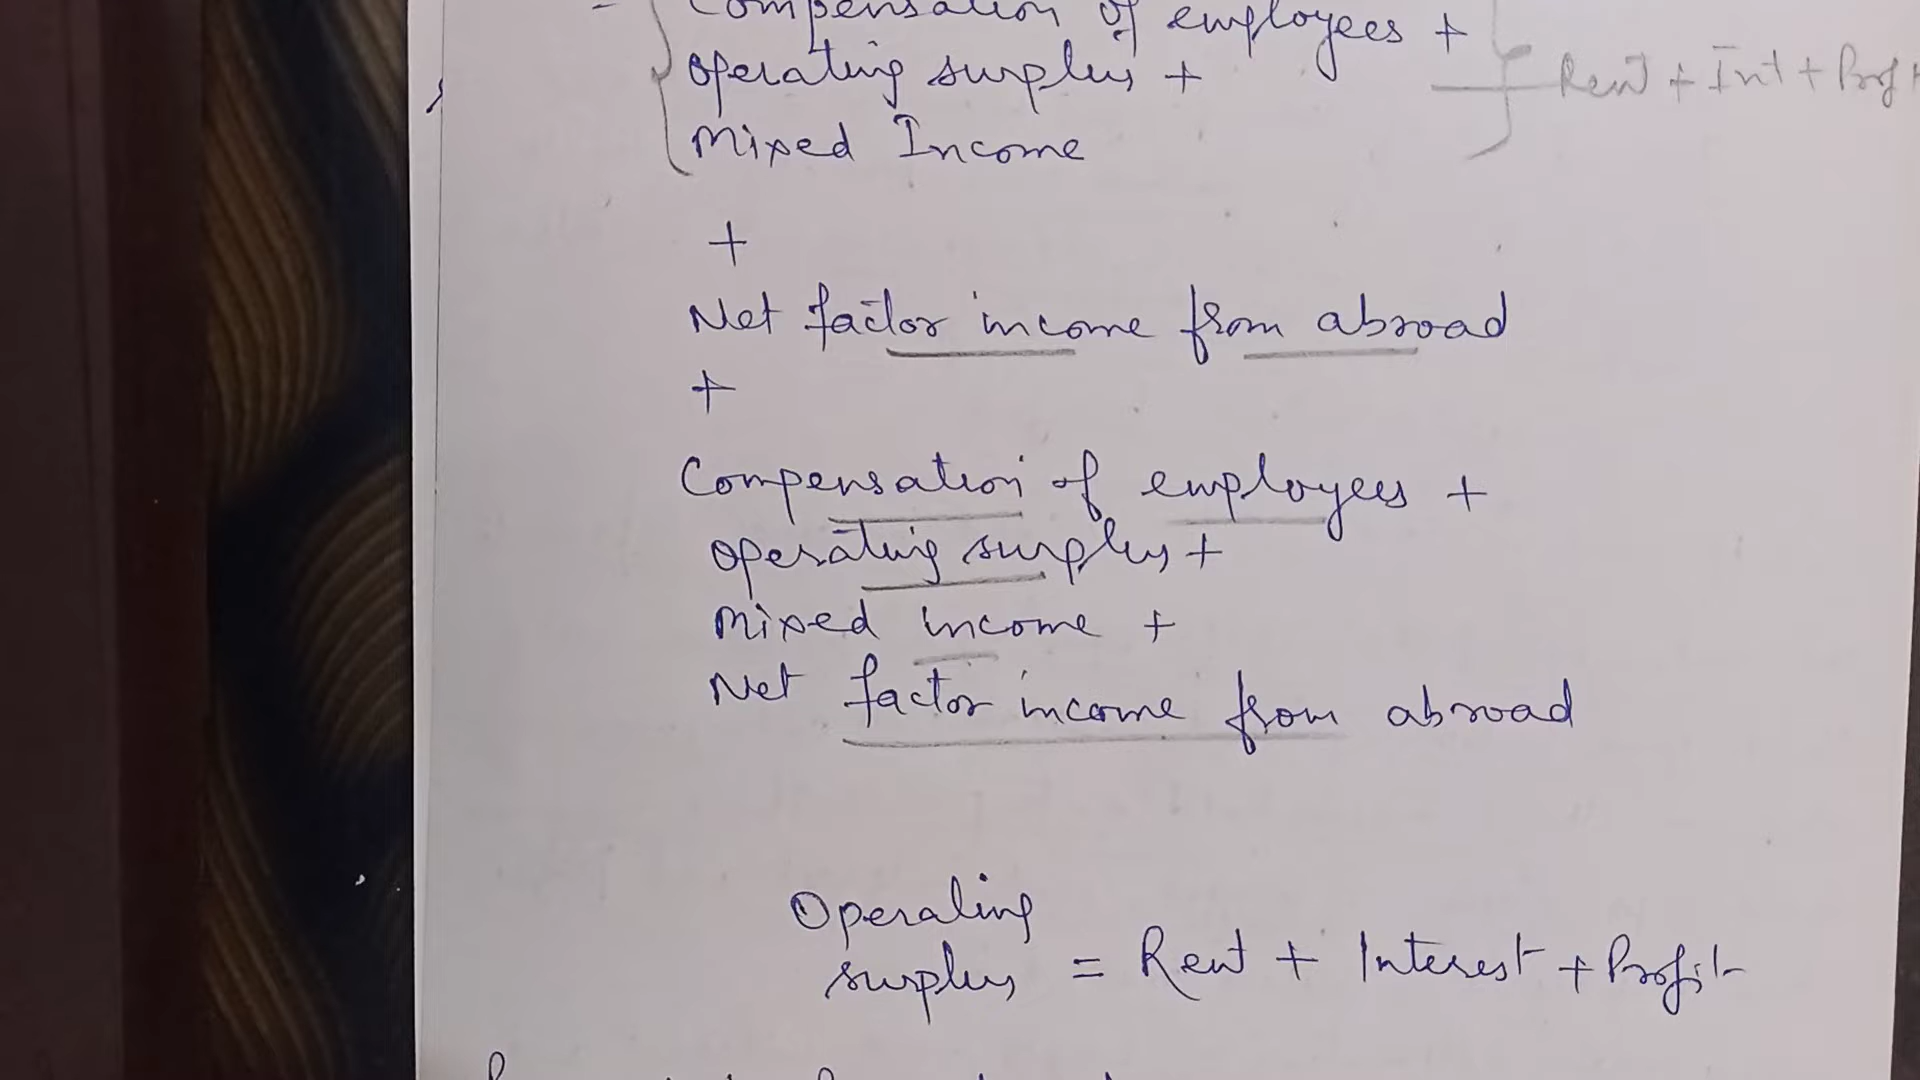 = Compensation of employees +
operating surplus + Rent + Int + Prof
Mixed Income
+
Net factor income from abroad
+
Compensation of employees +
operating surplus +
Mixed income +
Net factor income from abroad
Operating
surplus = Rent + Interest + Profit